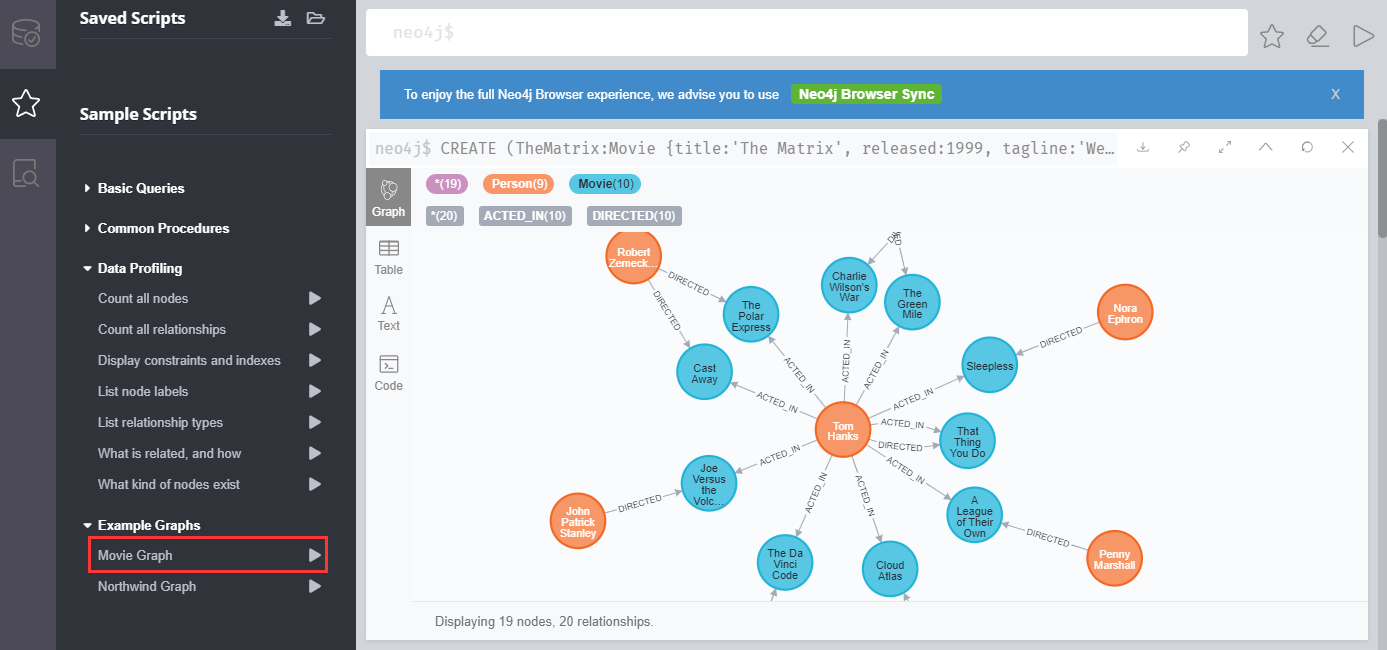 Saved Scripts
Sample Scripts
Basic Queries
Common Procedures
Data Profiling
Count all nodes
Count all relationships
Display constraints and indexes
List node labels
List relationship types
What is related, and how
What kind of nodes exist
Example Graphs
Movie Graph
Northwind Graph
neo4j$
To enjoy the full Neo4j Browser experience, we advise you to use Neo4j Browser Sync X
neo4j$ CREATE (TheMatrix:Movie {title:'The Matrix', released:1999, tagline:'We…
Graph
Table
Text
Code
*(19) Person(9) Movie(10)
*(20) ACTED_IN(10) DIRECTED(10)
Robert
Zemeck…
DIRECTED
DIRECTED
The
Polar
Express
Cast
Away
Charlie
Wilson's
War
The
Green
Mile
Nora
Ephron
DIRECTED
Sleepless
ACTED_IN
ACTED_IN
ACTED_IN
ACTED_IN
ACTED_IN
Tom
Hanks
ACTED_IN
DIRECTED
That
Thing
You Do
ACTED_IN
ACTED_IN
ACTED_IN
ACTED_IN
Joe
Versus
the
Volc…
DIRECTED
John
Patrick
Stanley
A
League
of Their
Own
DIRECTED
Penny
Marshall
The Da
Vinci
Code
Cloud
Atlas
Displaying 19 nodes, 20 relationships.